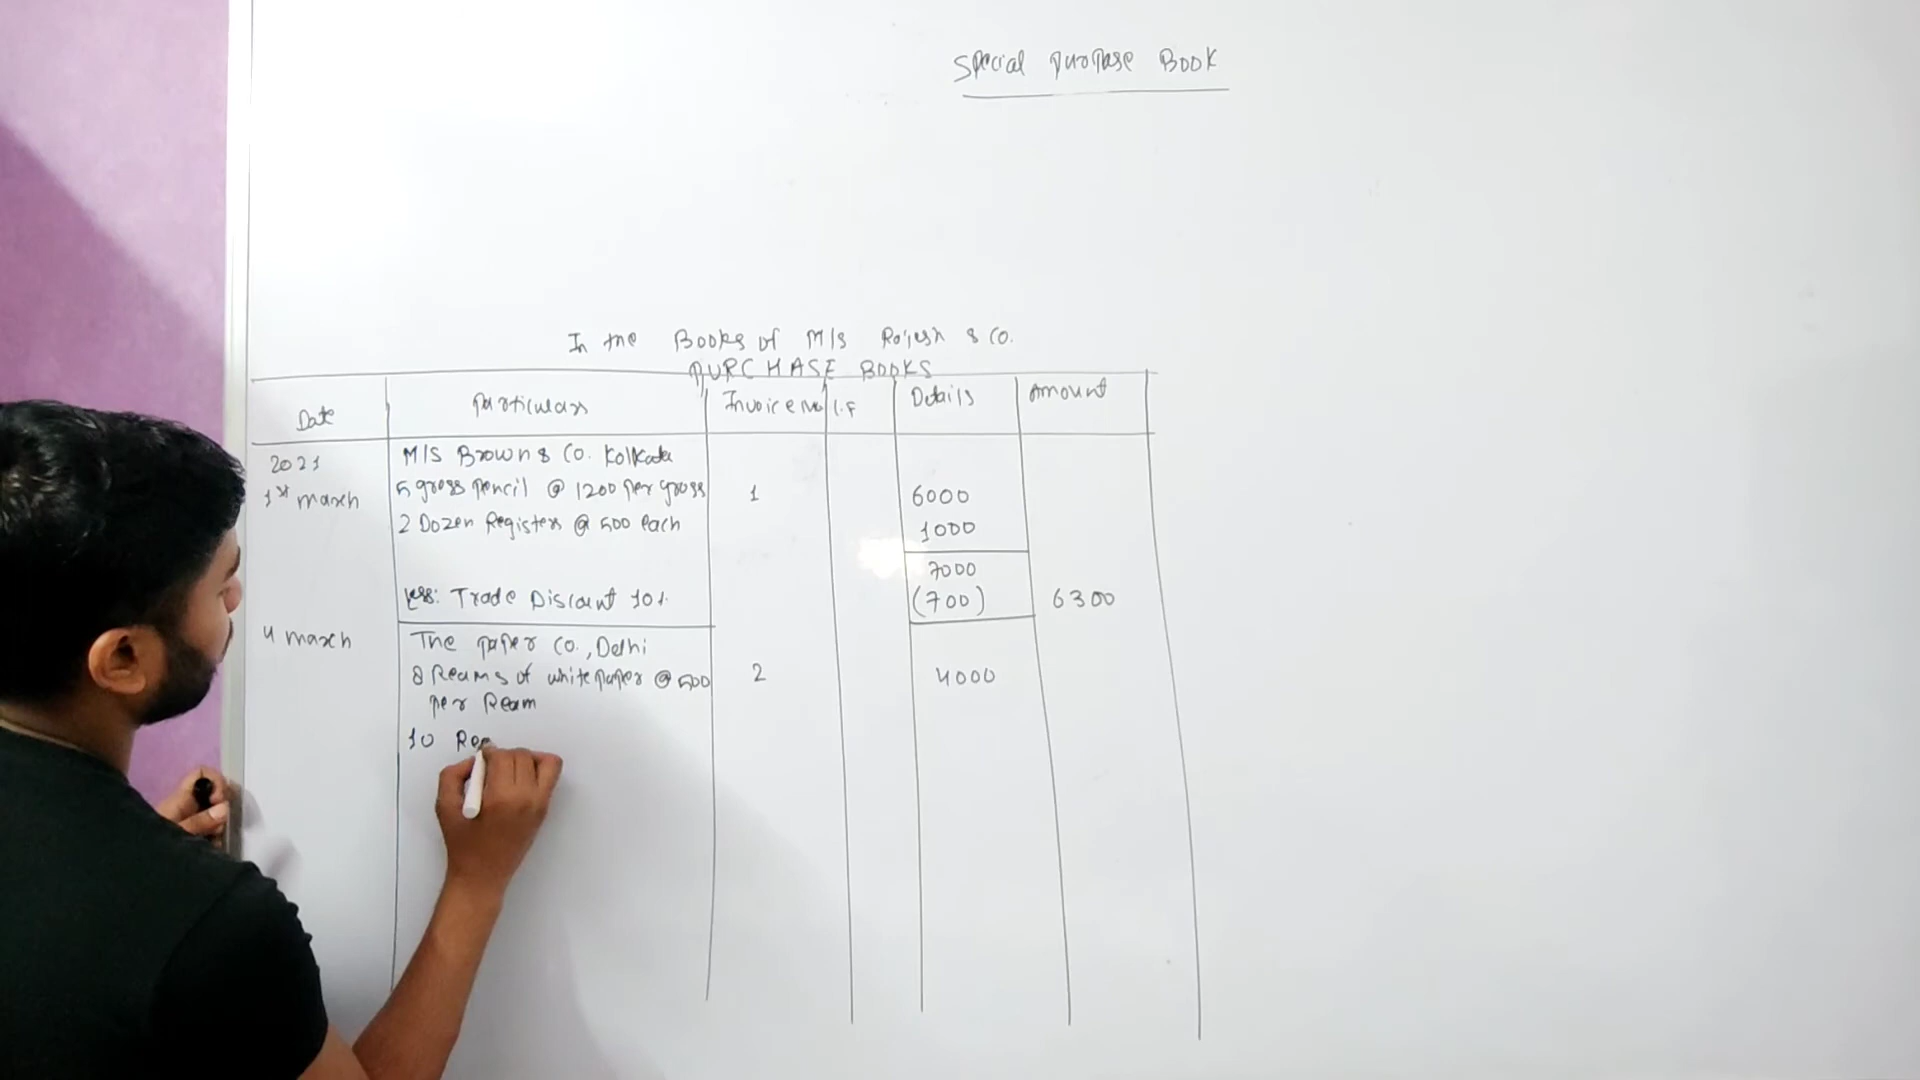 Special Purpose Book
In the Books of M/S Rajesh & Co.
PURCHASE BOOKS
Date Particulars Invoice No L.F Details Amount
2021 M/S Brown & Co. Kolkata
1st march 5 gross pencil @ 1200 per gross 1 6000
2 Dozen Registers @ 500 each 1000
7000
Less: Trade Discount 10% (700) 6300
4 march The paper Co., Delhi
8 Reams of white paper @ 500 2 4000
per Ream
10